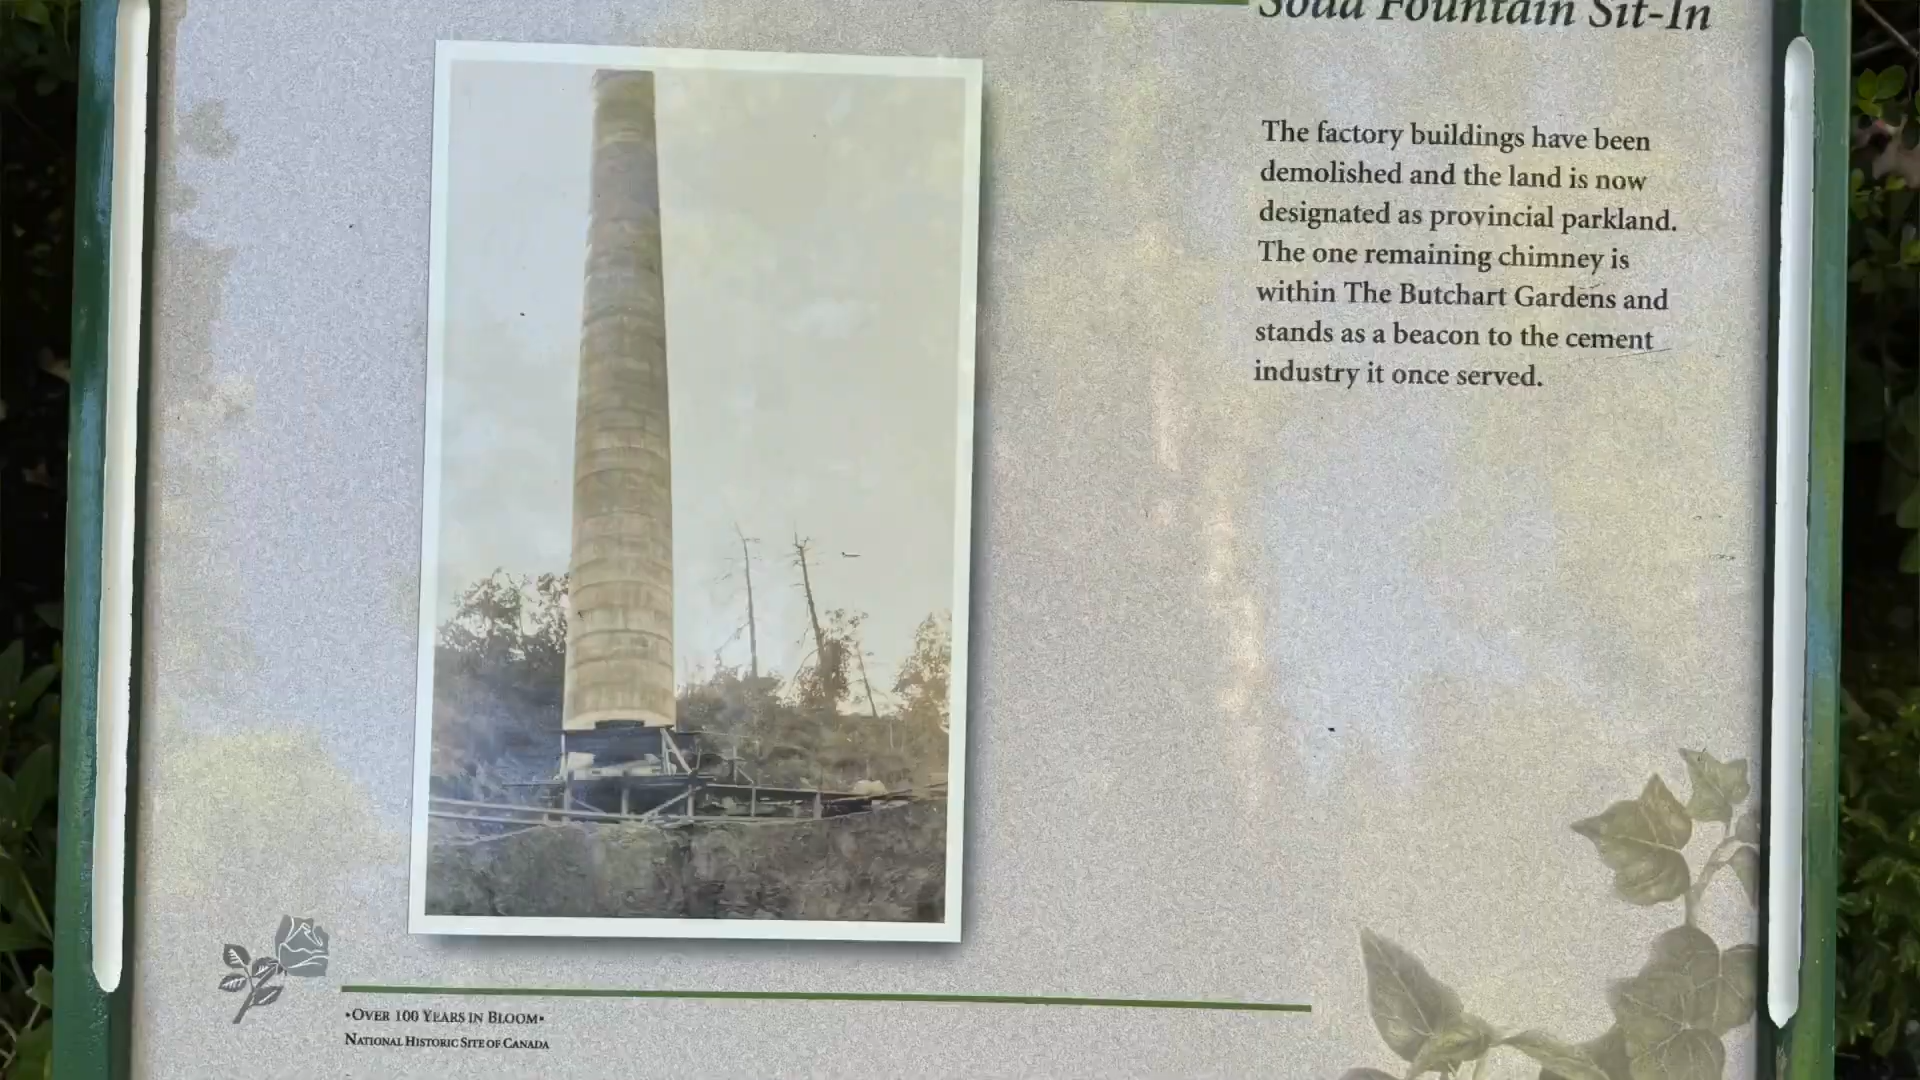 Soda Fountain Sit-In
The factory buildings have been
demolished and the land is now
designated as provincial parkland.
The one remaining chimney is
within The Butchart Gardens and
stands as a beacon to the cement
industry it once served.
•OVER 100 YEARS IN BLOOM•
NATIONAL HISTORIC SITE OF CANADA